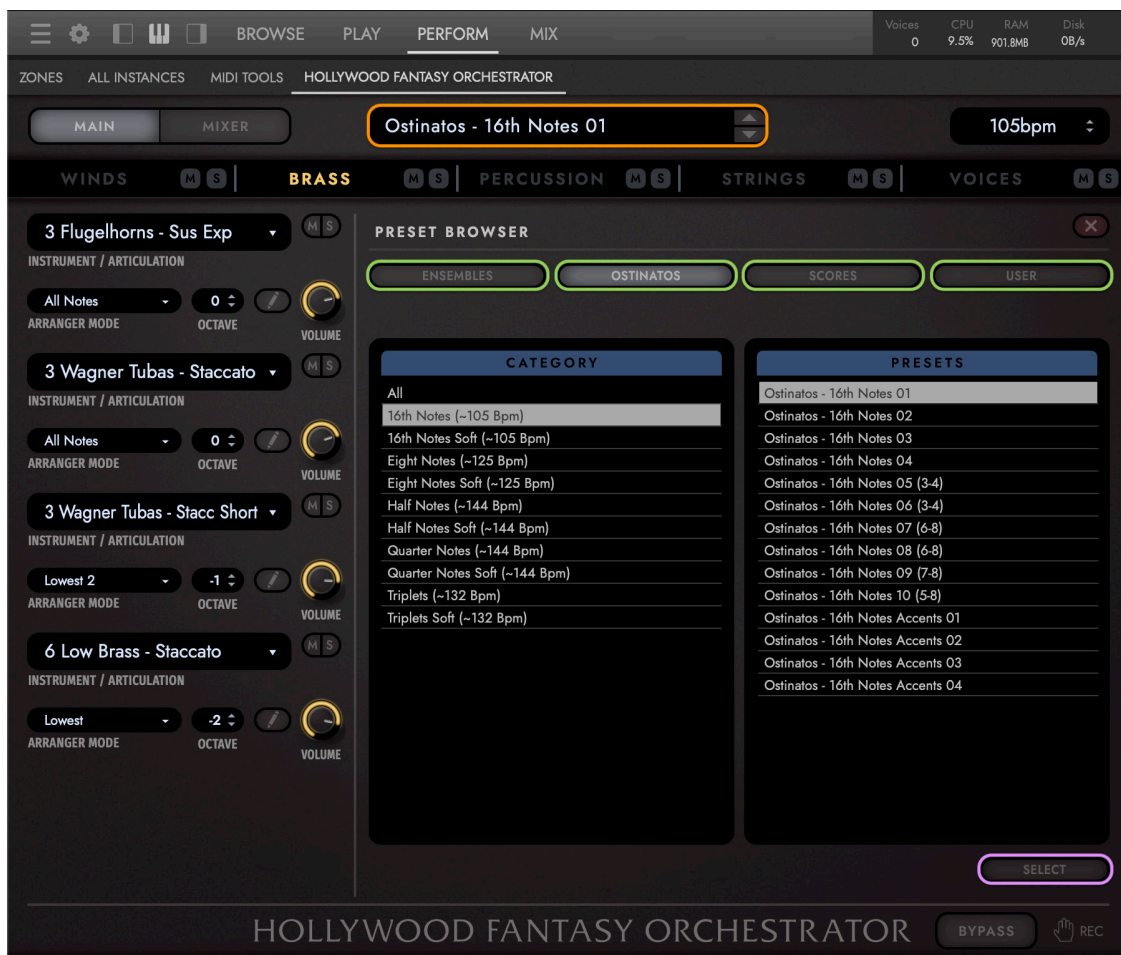 BROWSE PLAY PERFORM MIX
Voices CPU RAM Disk
0 9.5% 901.8MB 0B/s
ZONES ALL INSTANCES MIDI TOOLS HOLLYWOOD FANTASY ORCHESTRATOR
MAIN MIXER Ostinatos - 16th Notes 01 105bpm
WINDS M S BRASS M S PERCUSSION M S STRINGS M S VOICES M S
3 Flugelhorns - Sus Exp M S
INSTRUMENT / ARTICULATION
All Notes 0
ARRANGER MODE OCTAVE VOLUME
3 Wagner Tubas - Staccato M S
INSTRUMENT / ARTICULATION
All Notes 0
ARRANGER MODE OCTAVE VOLUME
3 Wagner Tubas - Stacc Short M S
INSTRUMENT / ARTICULATION
Lowest 2 -1
ARRANGER MODE OCTAVE VOLUME
6 Low Brass - Staccato M S
INSTRUMENT / ARTICULATION
Lowest -2
ARRANGER MODE OCTAVE VOLUME
PRESET BROWSER
ENSEMBLES OSTINATOS SCORES USER
CATEGORY
All
16th Notes (~105 Bpm)
16th Notes Soft (~105 Bpm)
Eight Notes (~125 Bpm)
Eight Notes Soft (~125 Bpm)
Half Notes (~144 Bpm)
Half Notes Soft (~144 Bpm)
Quarter Notes (~144 Bpm)
Quarter Notes Soft (~144 Bpm)
Triplets (~132 Bpm)
Triplets Soft (~132 Bpm)
PRESETS
Ostinatos - 16th Notes 01
Ostinatos - 16th Notes 02
Ostinatos - 16th Notes 03
Ostinatos - 16th Notes 04
Ostinatos - 16th Notes 05 (3-4)
Ostinatos - 16th Notes 06 (3-4)
Ostinatos - 16th Notes 07 (6-8)
Ostinatos - 16th Notes 08 (6-8)
Ostinatos - 16th Notes 09 (7-8)
Ostinatos - 16th Notes 10 (5-8)
Ostinatos - 16th Notes Accents 01
Ostinatos - 16th Notes Accents 02
Ostinatos - 16th Notes Accents 03
Ostinatos - 16th Notes Accents 04
SELECT
HOLLYWOOD FANTASY ORCHESTRATOR BYPASS REC